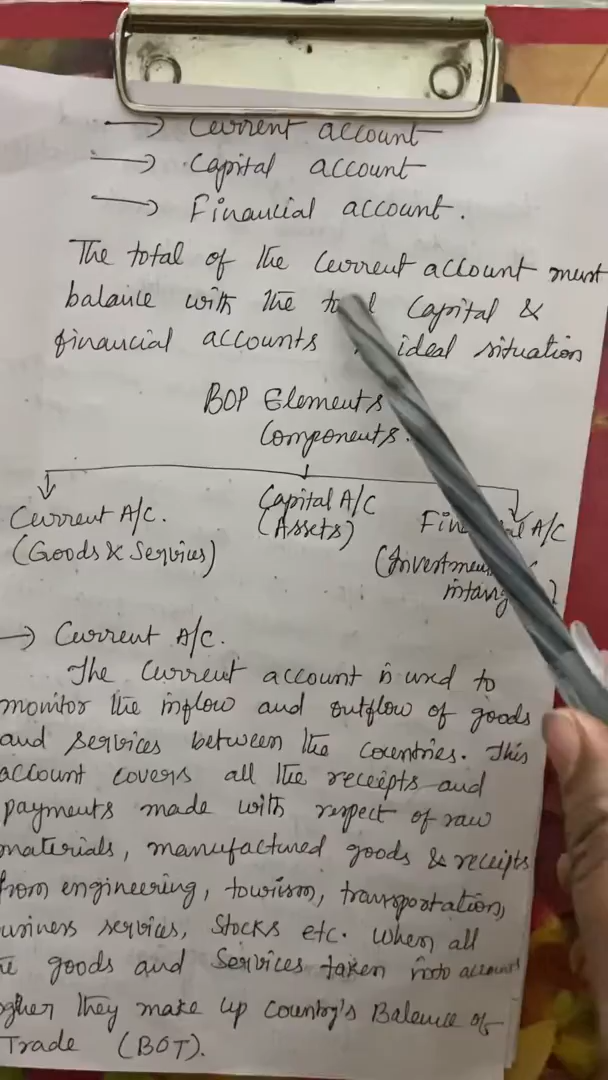 → Current account
→ Capital account
→ Financial account.
The total of the current account must
balance with the total Capital &
financial accounts ideal situation
BOP Elements
Components.
Current A/C.
(Goods & Services)
Capital A/C
(Assets)
A/C
→ Current A/C.
The Current account is used to
monitor the inflow and outflow of goods
and services between the countries. This
account covers all the receipts and
payments made with respect of raw
materials, manufactured goods & receipts
from engineering, tourism, transportation,
services, Stocks etc. When all
goods and Services taken into account
they make up Country's Balance of
Trade (BOT).